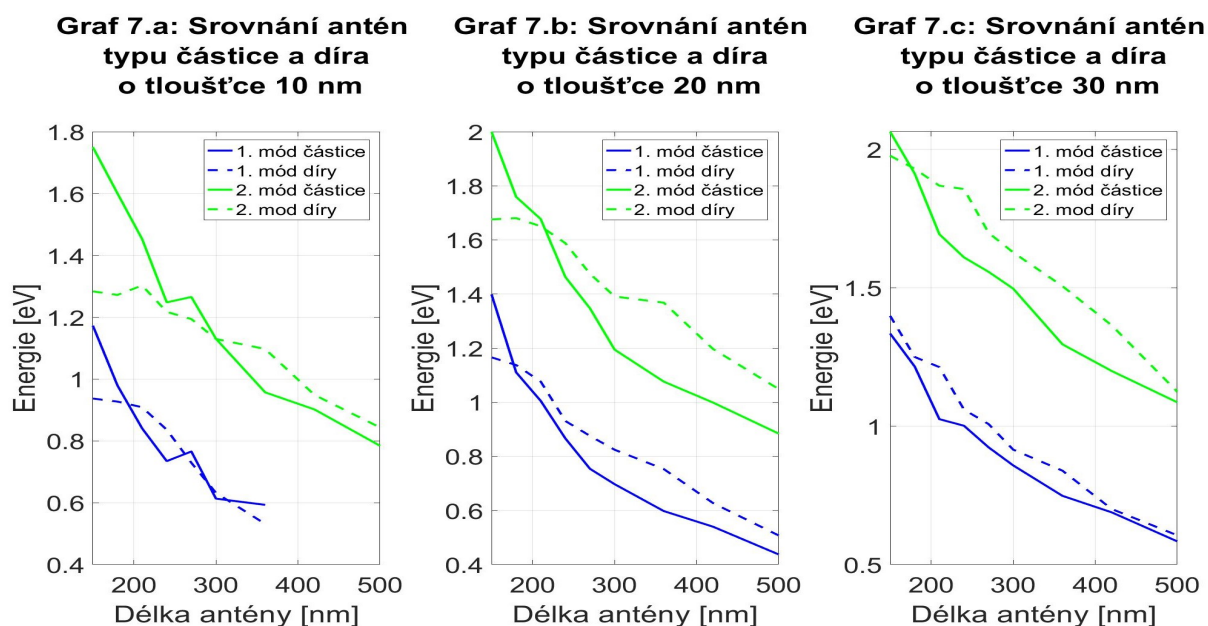 Graf 7.a: Srovnání antén
typu částice a díra
o tloušťce 10 nm
1.8
1.6
1.4
1.2
1
0.8
0.6
0.4
Energie [eV]
1. mód částice
1. mód díry
2. mód částice
2. mod díry
200
300
400
500
Délka antény [nm]
Graf 7.b: Srovnání antén
typu částice a díra
o tloušťce 20 nm
2
1.8
1.6
1.4
1.2
1
0.8
0.6
0.4
Energie [eV]
1. mód částice
1. mód díry
2. mód částice
2. mod díry
200
300
400
500
Délka antény [nm]
Graf 7.c: Srovnání antén
typu částice a díra
o tloušťce 30 nm
2
1.5
1
0.5
Energie [eV]
1. mód částice
1. mód díry
2. mód částice
2. mod díry
200
300
400
500
Délka antény [nm]